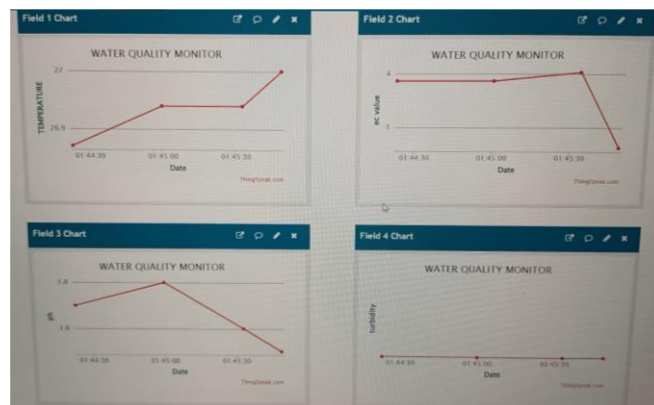 Field 1 Chart
WATER QUALITY MONITOR
27
26.9
TEMPERATURE
01:44:30 01:45:00 01:45:30
Date
ThingSpeak.com
Field 2 Chart
WATER QUALITY MONITOR
4
3
ec value
01:44:30 01:45:00 01:45:30
Date
ThingSpeak.com
Field 3 Chart
WATER QUALITY MONITOR
1.8
1.6
ph
01:44:30 01:45:00 01:45:30
Date
ThingSpeak.com
Field 4 Chart
WATER QUALITY MONITOR
turbidity
01:44:30 01:45:00 01:45:30
Date
ThingSpeak.com